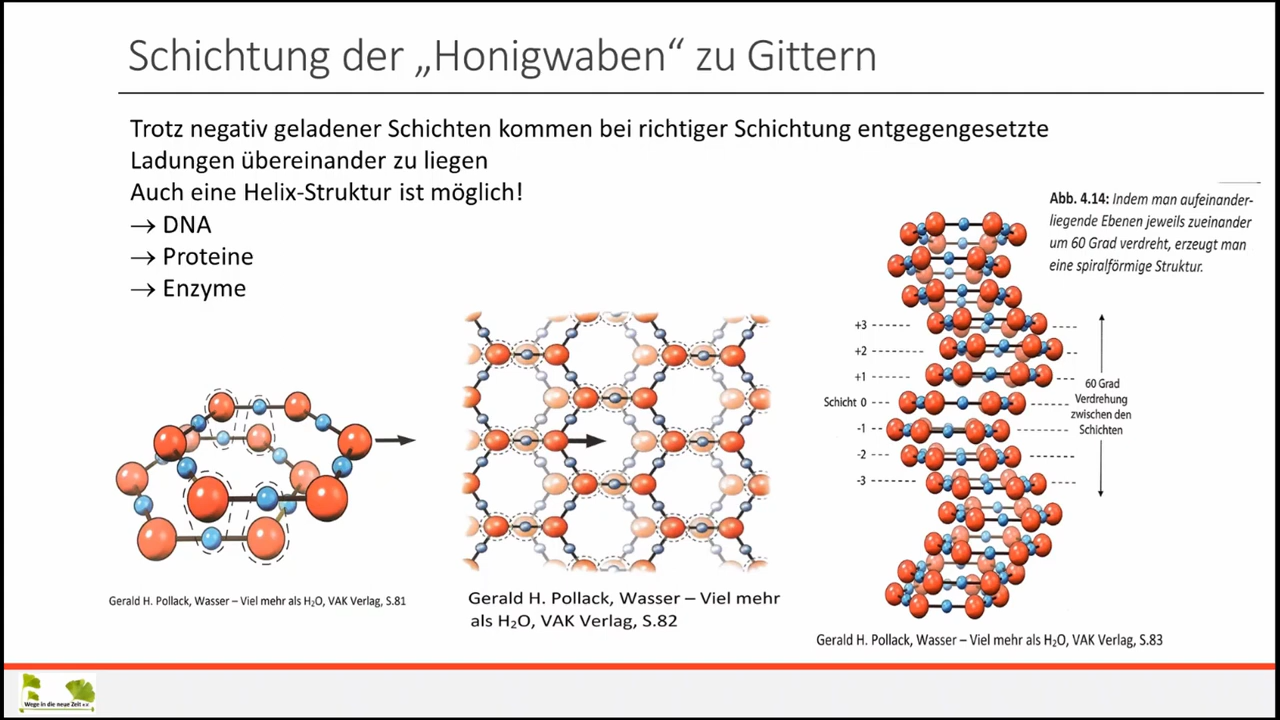 Schichtung der „Honigwaben“ zu Gittern
Trotz negativ geladener Schichten kommen bei richtiger Schichtung entgegengesetzte
Ladungen übereinander zu liegen
Auch eine Helix-Struktur ist möglich!
→ DNA
→ Proteine
→ Enzyme
Abb. 4.14: Indem man aufeinander-
liegende Ebenen jeweils zueinander
um 60 Grad verdreht, erzeugt man
eine spiralförmige Struktur.
+3
+2
+1
Schicht 0
-1
-2
-3
60 Grad
Verdrehung
zwischen den
Schichten
Gerald H. Pollack, Wasser – Viel mehr als H₂O, VAK Verlag, S.81
Gerald H. Pollack, Wasser – Viel mehr
als H₂O, VAK Verlag, S.82
Gerald H. Pollack, Wasser – Viel mehr als H₂O, VAK Verlag, S.83
Wege in die neue Zeit e.V